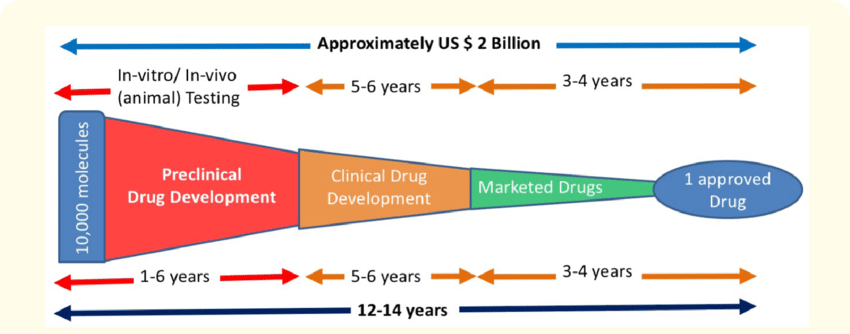 Approximately US $ 2 Billion
In-vitro/ In-vivo
(animal) Testing
5-6 years
3-4 years
10,000 molecules
Preclinical
Drug Development
Clinical Drug
Development
Marketed Drugs
1 approved
Drug
1-6 years
5-6 years
3-4 years
12-14 years